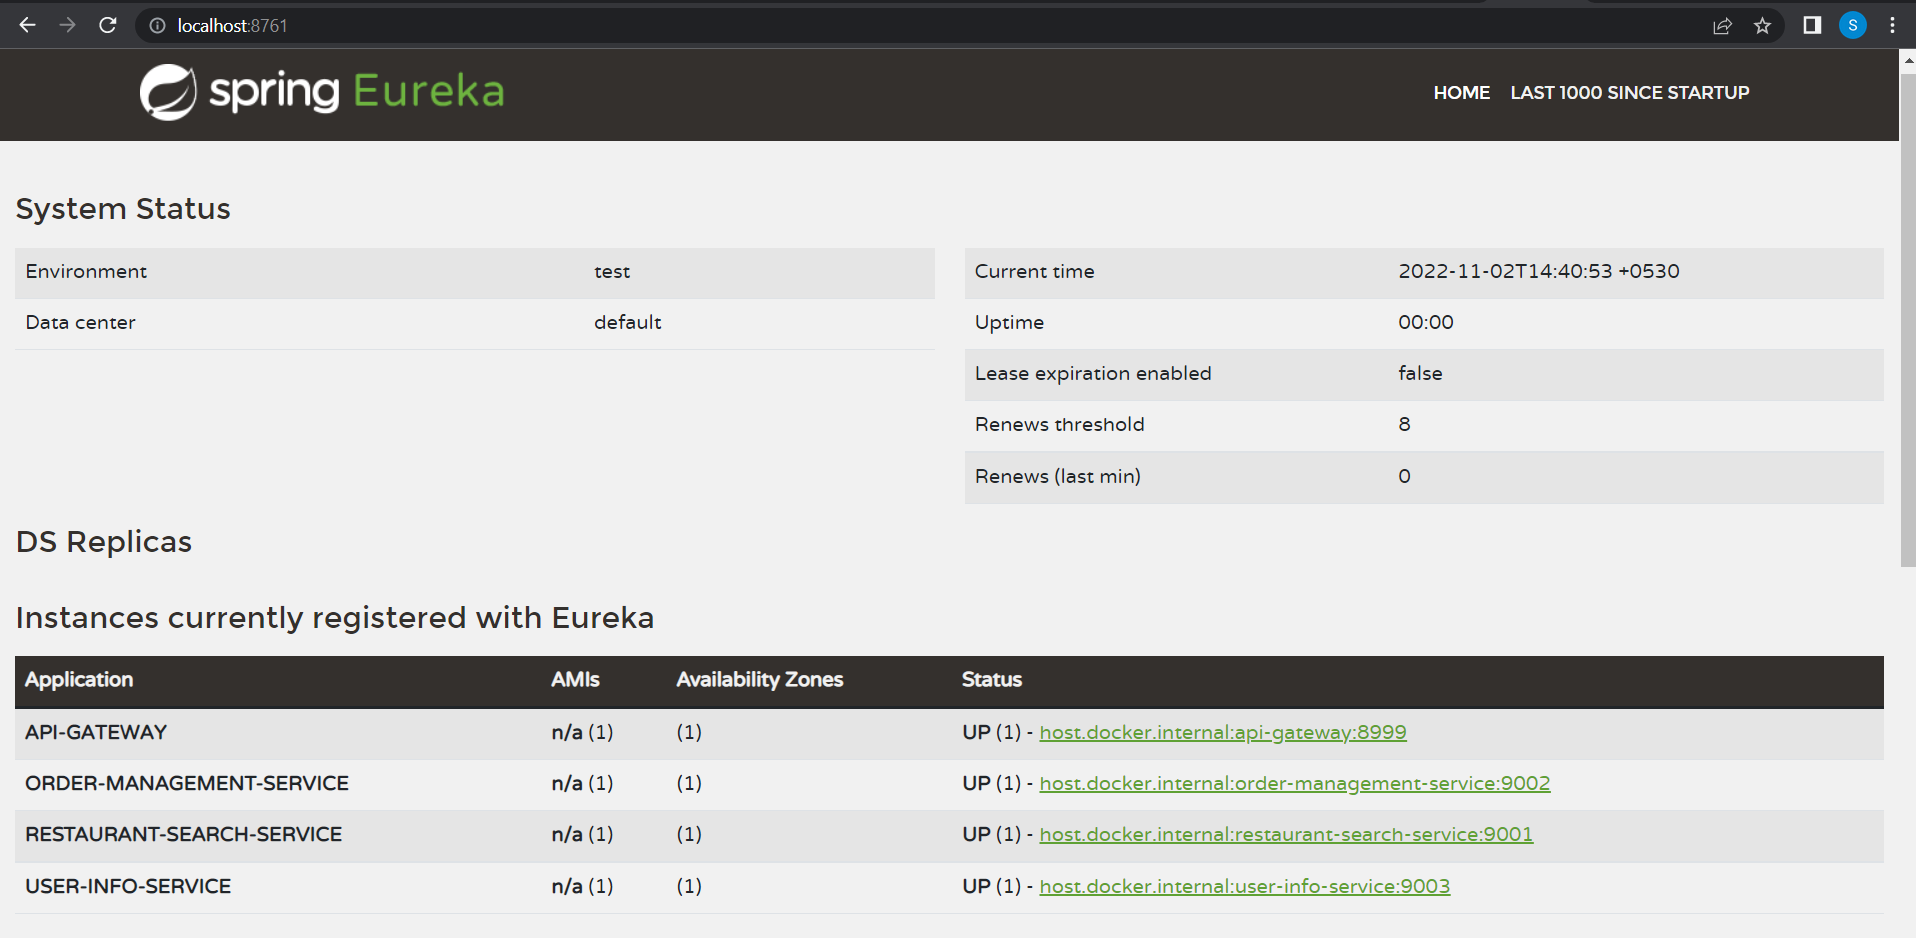 localhost:8761
S
spring Eureka
HOME LAST 1000 SINCE STARTUP
System Status
Environment test
Data center default
Current time 2022-11-02T14:40:53 +0530
Uptime 00:00
Lease expiration enabled false
Renews threshold 8
Renews (last min) 0
DS Replicas
Instances currently registered with Eureka
Application AMIs Availability Zones Status
API-GATEWAY n/a (1) (1) UP (1) - host.docker.internal:api-gateway:8999
ORDER-MANAGEMENT-SERVICE n/a (1) (1) UP (1) - host.docker.internal:order-management-service:9002
RESTAURANT-SEARCH-SERVICE n/a (1) (1) UP (1) - host.docker.internal:restaurant-search-service:9001
USER-INFO-SERVICE n/a (1) (1) UP (1) - host.docker.internal:user-info-service:9003